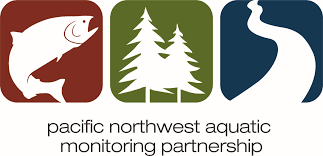 pacific northwest aquatic
monitoring partnership